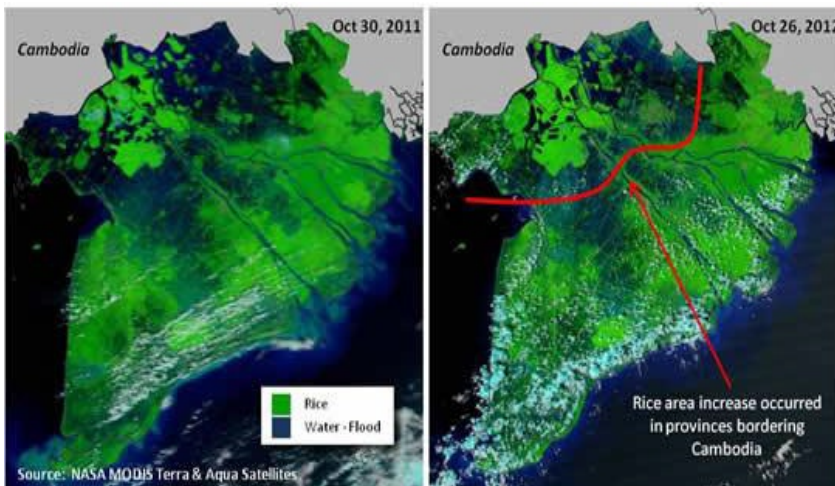 Oct 30, 2011
Cambodia
Rice
Water - Flood
Source: NASA MODIS Terra & Aqua Satellites
Oct 26, 2012
Cambodia
Rice area increase occurred
in provinces bordering
Cambodia